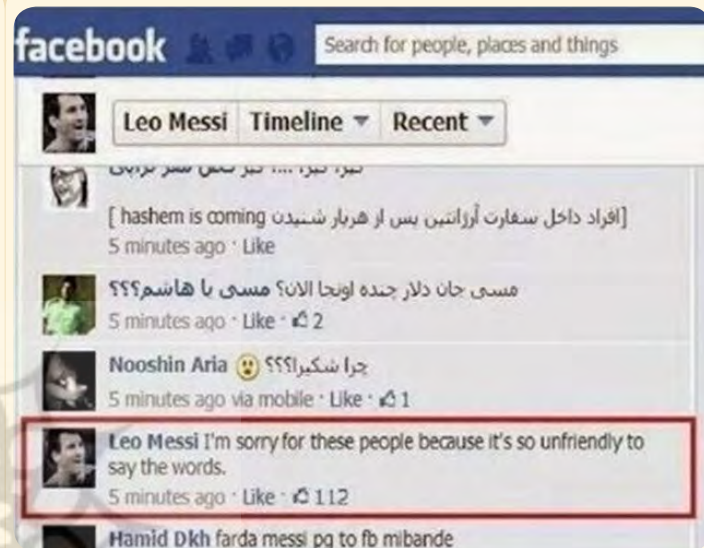 facebook Search for people, places and things
Leo Messi Timeline Recent
[افراد داخل سفارت آرژانتین پس از هربار شنیدن hashem is coming ]
5 minutes ago · Like
مسی جان دلار چنده اونجا الان؟ مسی یا هاشم؟؟؟
5 minutes ago · Like · 2
Nooshin Aria چرا شکیرا؟؟؟
5 minutes ago via mobile · Like · 1
Leo Messi I'm sorry for these people because it's so unfriendly to
say the words.
5 minutes ago · Like · 112
Hamid Dkh farda messi pg to fb mibande